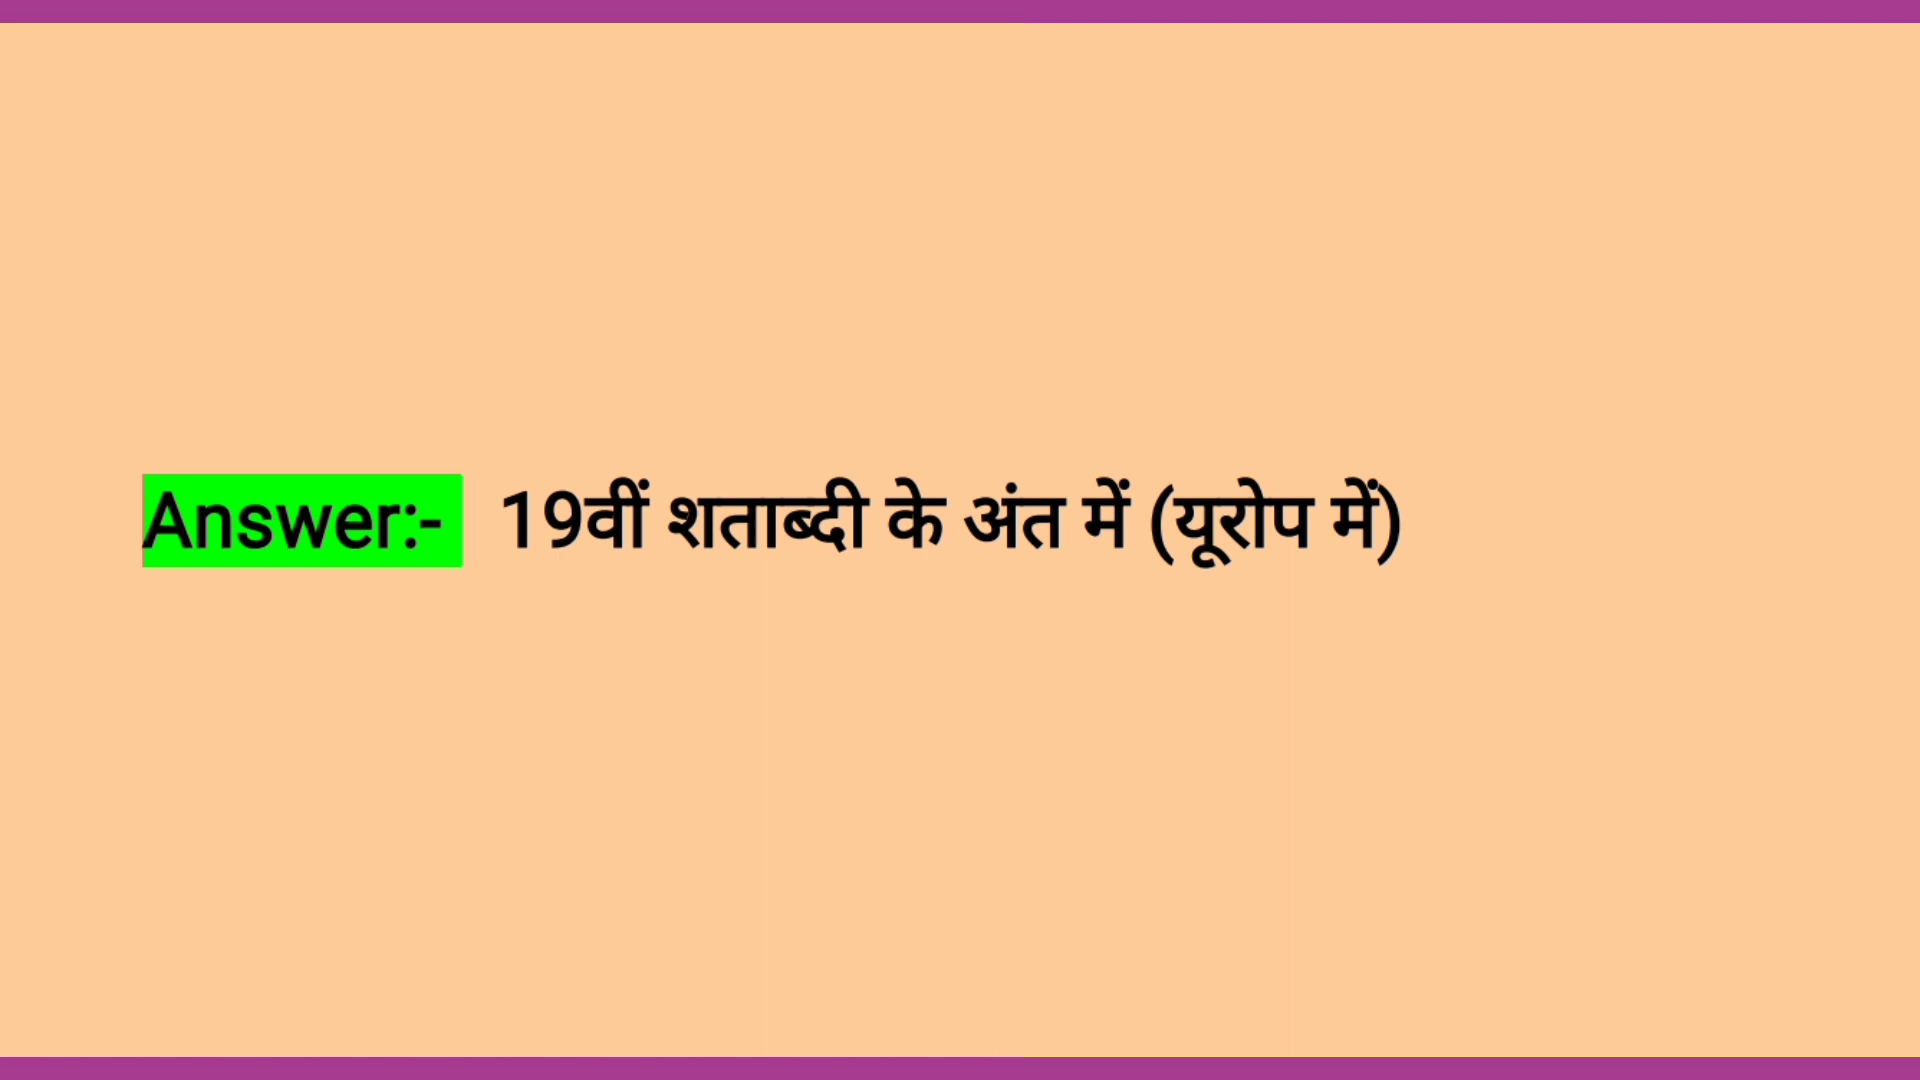 Answer:- 19वीं शताब्दी के अंत में (यूरोप में)